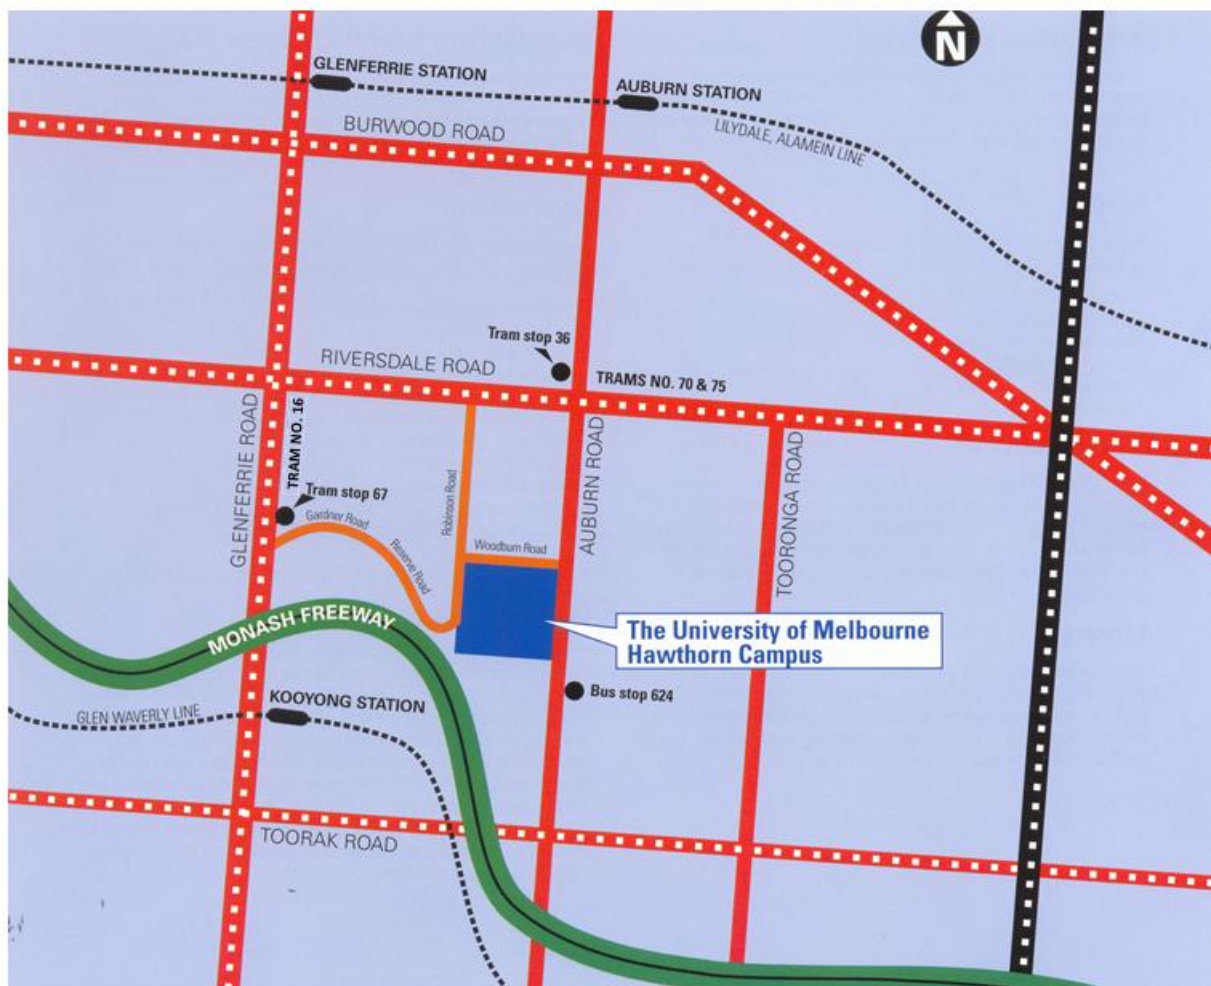 N
GLENFERRIE STATION
AUBURN STATION
BURWOOD ROAD
LILYDALE, ALAMEIN LINE
Tram stop 36
RIVERSDALE ROAD
TRAMS NO. 70 & 75
GLENFERRIE ROAD
TRAM NO. 16
Tram stop 67
Gardner Road
Reserve Road
Robinson Road
Woodburn Road
AUBURN ROAD
TOORONGA ROAD
MONASH FREEWAY
The University of Melbourne
Hawthorn Campus
Bus stop 624
KOOYONG STATION
GLEN WAVERLY LINE
TOORAK ROAD